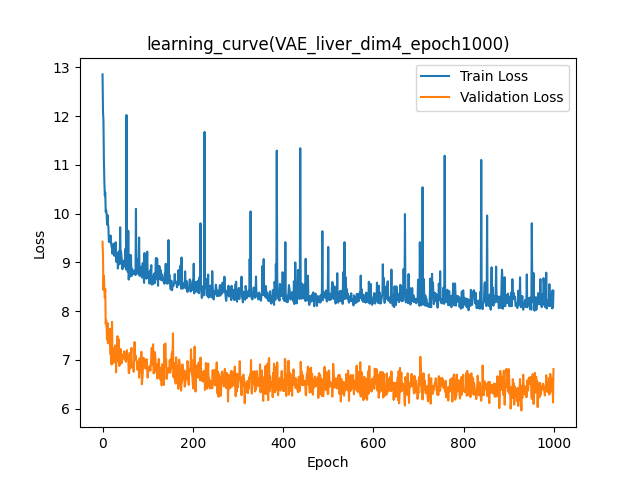 learning_curve(VAE_liver_dim4_epoch1000)
Train Loss
Validation Loss
Loss
13
12
11
10
9
8
7
6
0 200 400 600 800 1000
Epoch